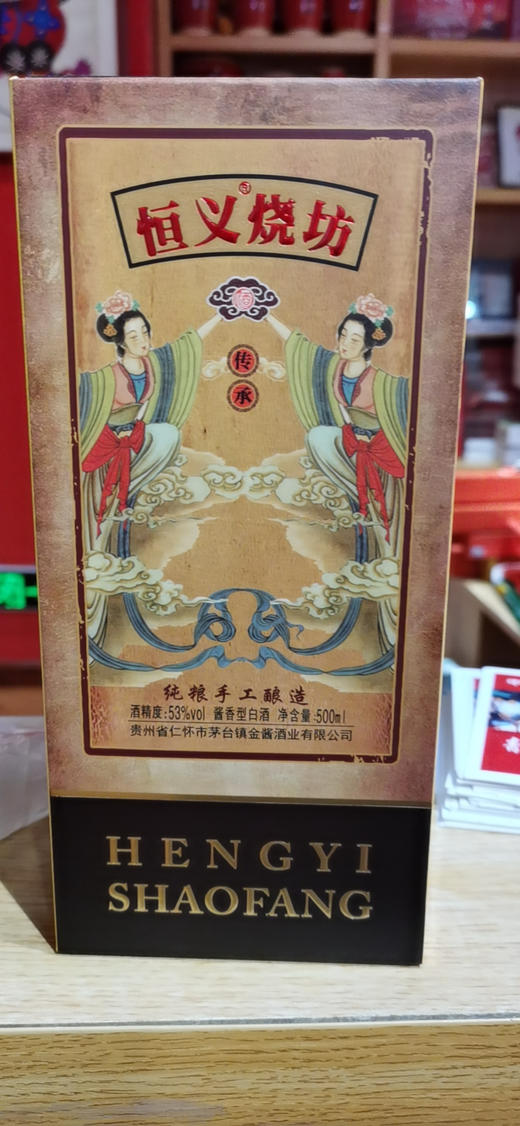 恒义烧坊
传
承
纯粮手工酿造
酒精度:53%vol 酱香型白酒 净含量:500ml
贵州省仁怀市茅台镇金酱酒业有限公司
HENGYI
SHAOFANG